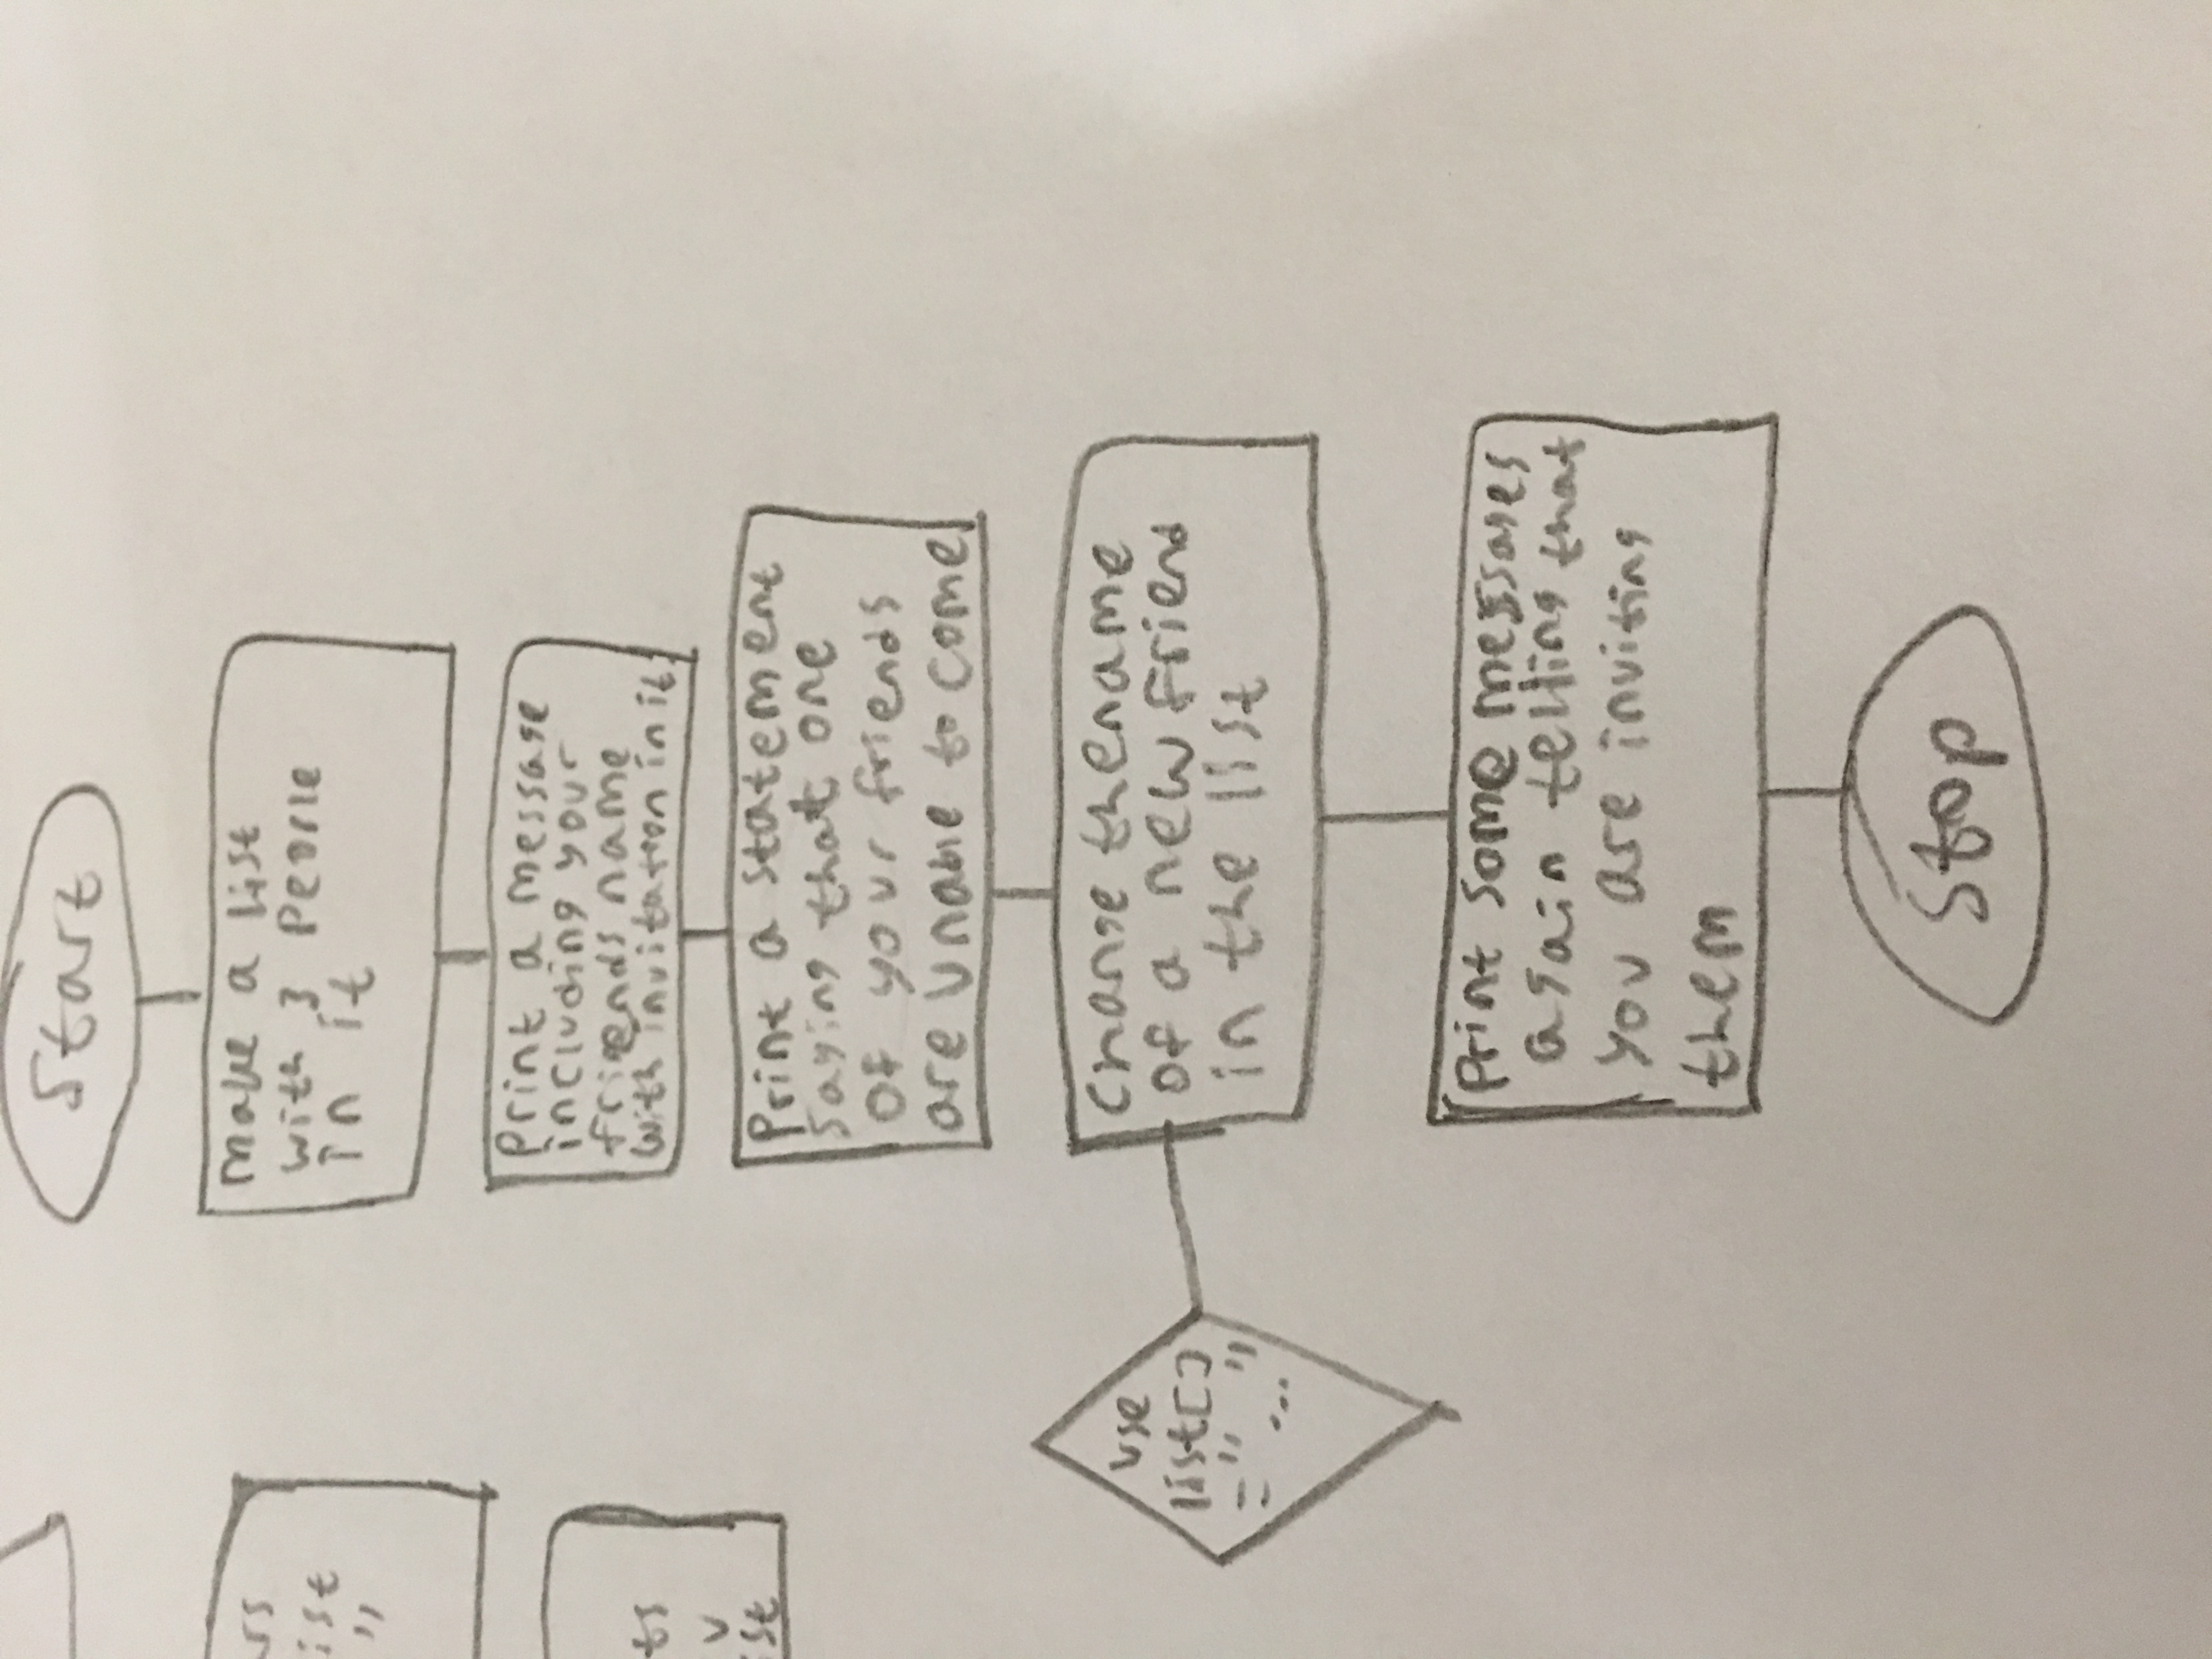 Start
make a list
with 3 People
in it
Print a message
including your
friends name
with invitation in it.
Print a statement
saying that one
of your friends
are unable to come
change the name
of a new friend
in the list
use
list[]
="..."
Print some messages
again telling that
you are inviting
them
Stop
rs
ist
"
ts
v
ist